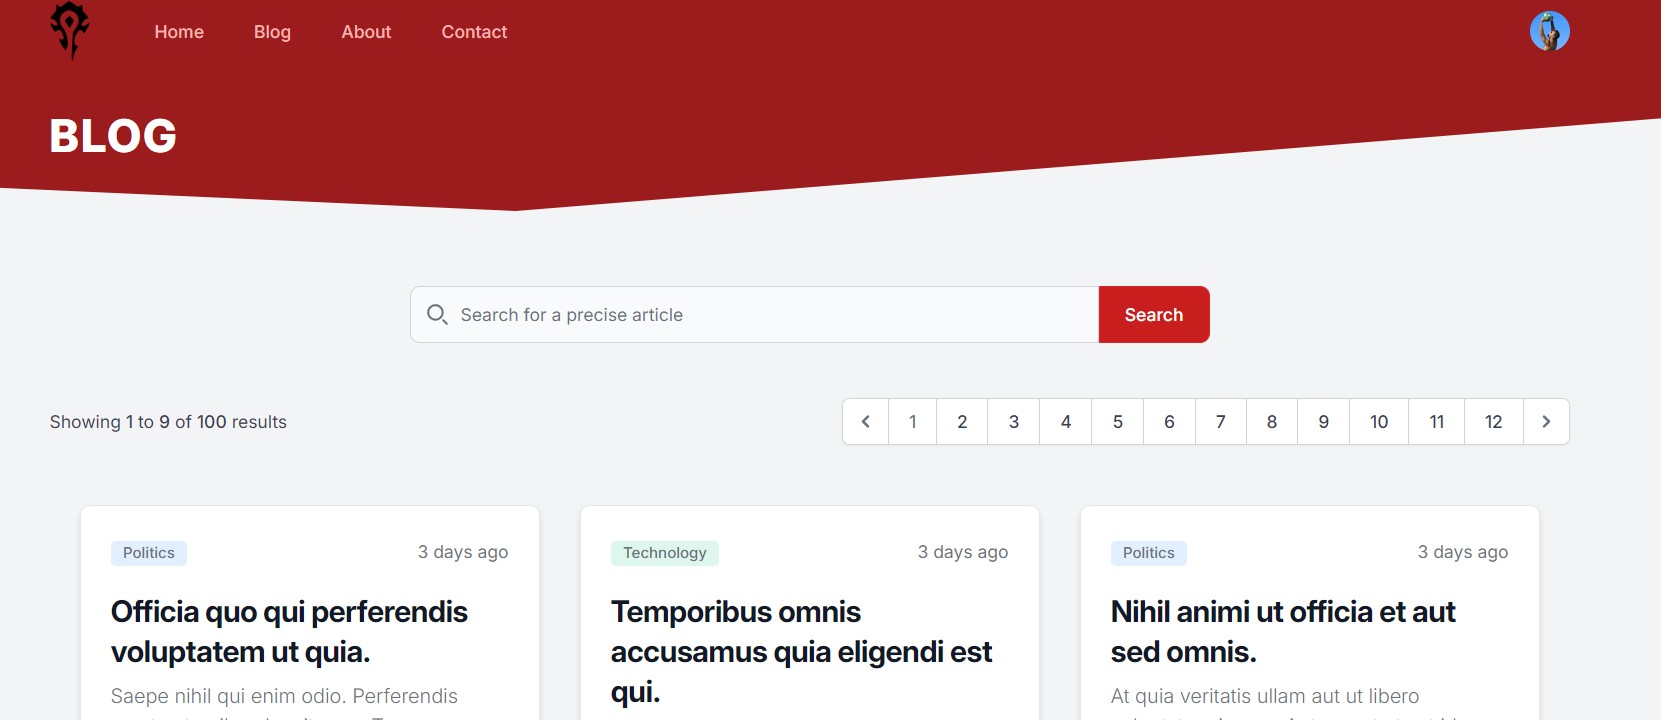 Home Blog About Contact
BLOG
Search for a precise article Search
Showing 1 to 9 of 100 results
1 2 3 4 5 6 7 8 9 10 11 12
Politics 3 days ago
Officia quo qui perferendis
voluptatem ut quia.
Saepe nihil qui enim odio. Perferendis
Technology 3 days ago
Temporibus omnis
accusamus quia eligendi est
qui.
Politics 3 days ago
Nihil animi ut officia et aut
sed omnis.
At quia veritatis ullam aut ut libero